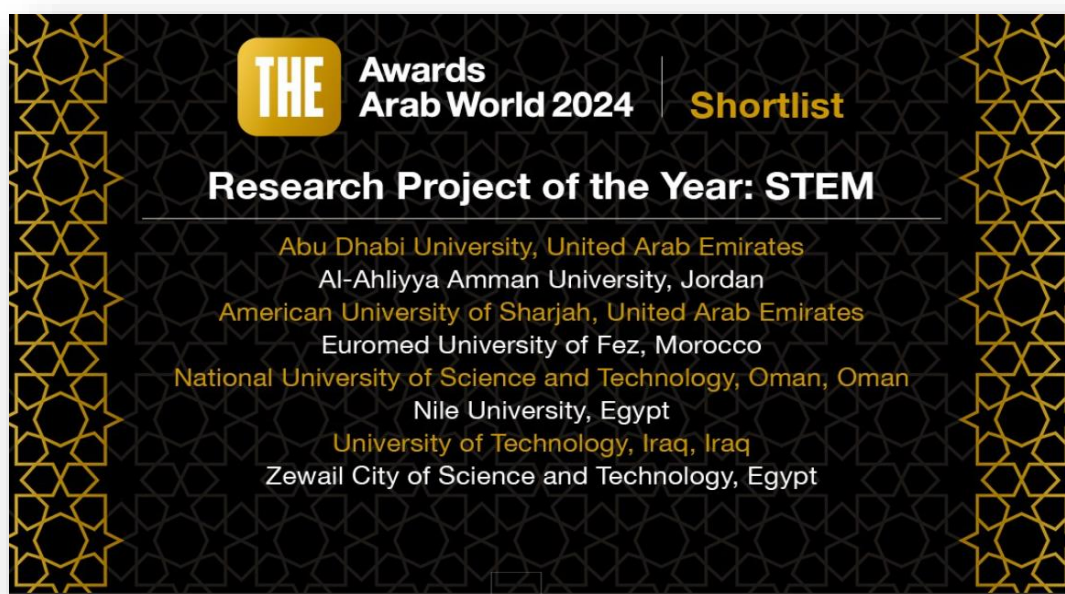 THE
Awards
Arab World 2024
Shortlist
Research Project of the Year: STEM
Abu Dhabi University, United Arab Emirates
Al-Ahliyya Amman University, Jordan
American University of Sharjah, United Arab Emirates
Euromed University of Fez, Morocco
National University of Science and Technology, Oman, Oman
Nile University, Egypt
University of Technology, Iraq, Iraq
Zewail City of Science and Technology, Egypt